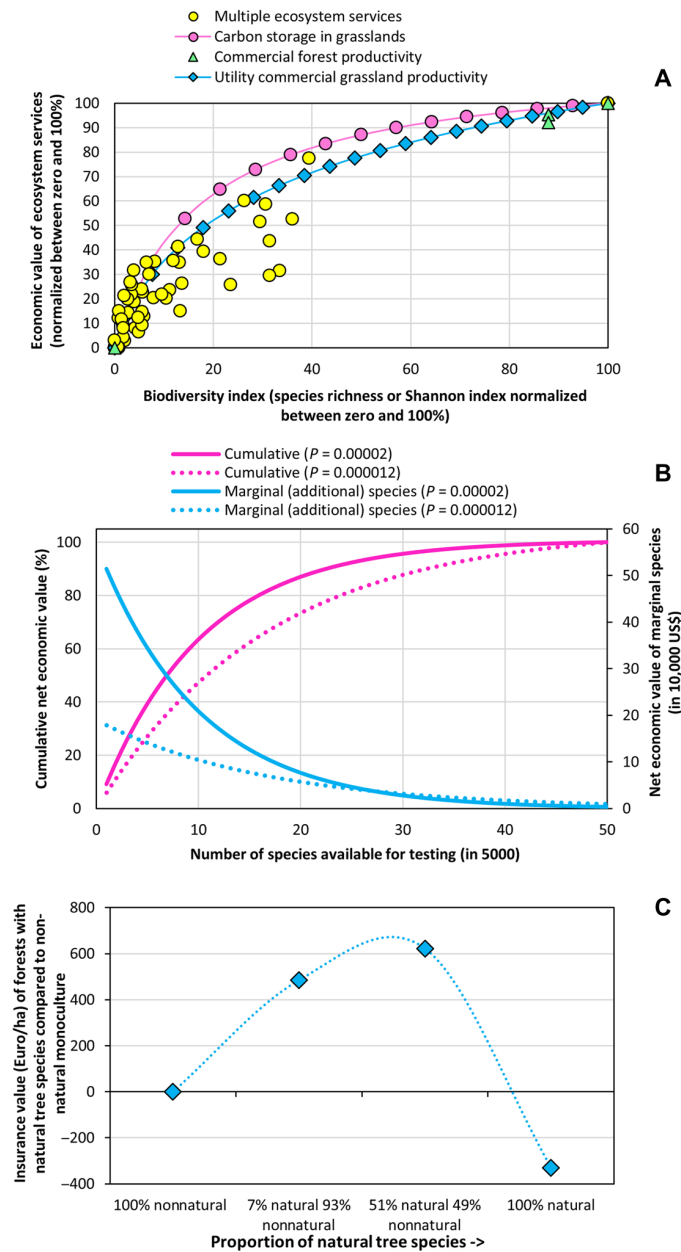 Multiple ecosystem services
Carbon storage in grasslands
Commercial forest productivity
Utility commercial grassland productivity
A
Economic value of ecosystem services
(normalized between zero and 100%)
100
90
80
70
60
50
40
30
20
10
0
0 20 40 60 80 100
Biodiversity index (species richness or Shannon index normalized
between zero and 100%)
Cumulative (P = 0.00002)
Cumulative (P = 0.000012)
Marginal (additional) species (P = 0.00002)
Marginal (additional) species (P = 0.000012)
B
Cumulative net economic value (%)
100
80
60
40
20
0
60
50
40
30
20
10
0
Net economic value of marginal species
(in 10,000 US$)
0 10 20 30 40 50
Number of species available for testing (in 5000)
C
Insurance value (Euro/ha) of forests with
natural tree species compared to non-
natural monoculture
800
600
400
200
0
−200
−400
100% nonnatural 7% natural 93% 51% natural 49% 100% natural
nonnatural nonnatural
Proportion of natural tree species ->